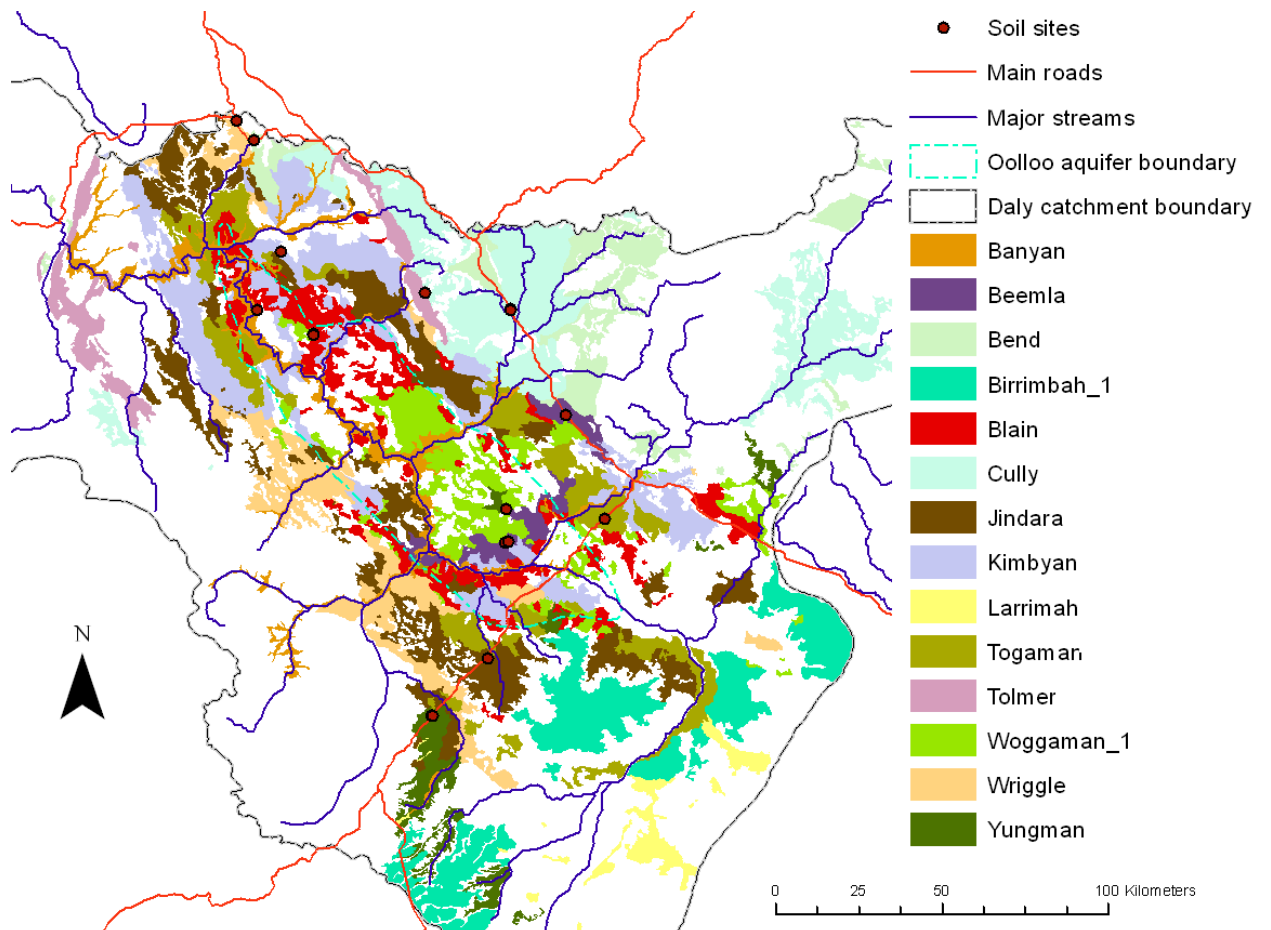 Soil sites
Main roads
Major streams
Oolloo aquifer boundary
Daly catchment boundary
Banyan
Beemla
Bend
Birrimbah_1
Blain
Cully
Jindara
Kimbyan
Larrimah
Togaman
Tolmer
Woggaman_1
Wriggle
Yungman
N
0 25 50 100 Kilometers